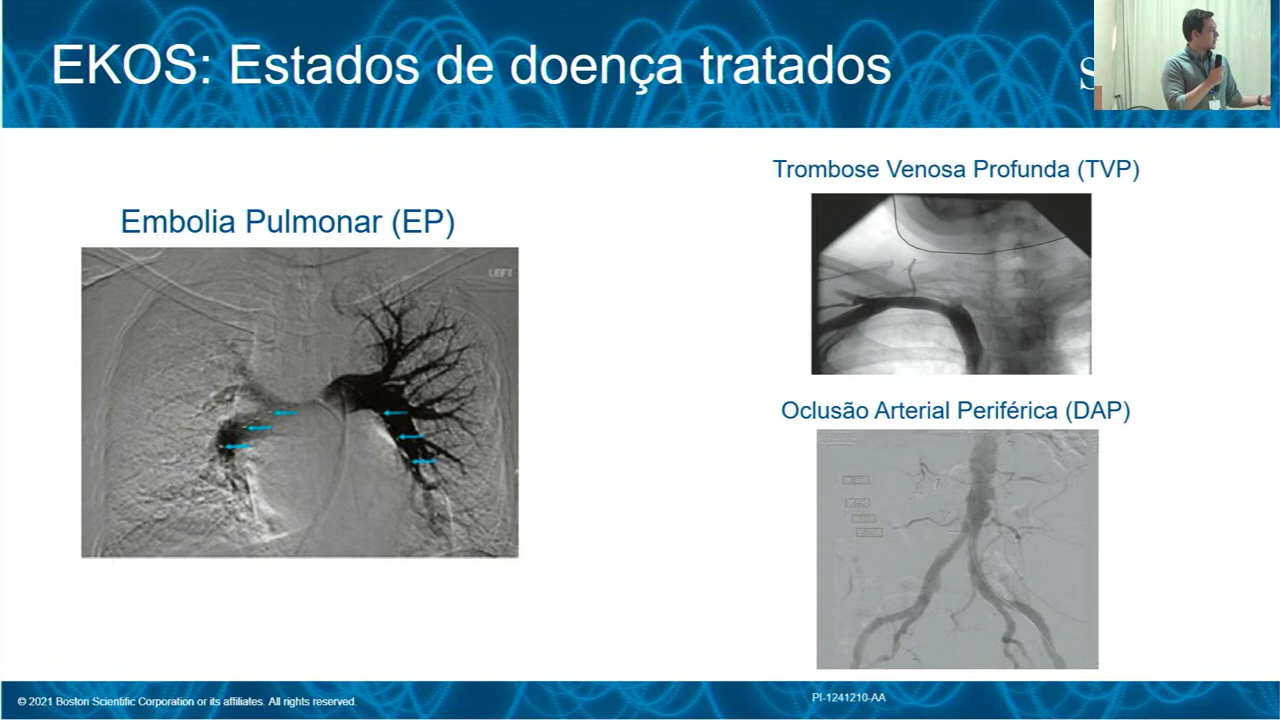 EKOS: Estados de doença tratados
S
Embolia Pulmonar (EP)
LEFT
Trombose Venosa Profunda (TVP)
Oclusão Arterial Periférica (DAP)
© 2021 Boston Scientific Corporation or its affiliates. All rights reserved.
PI-1241210-AA